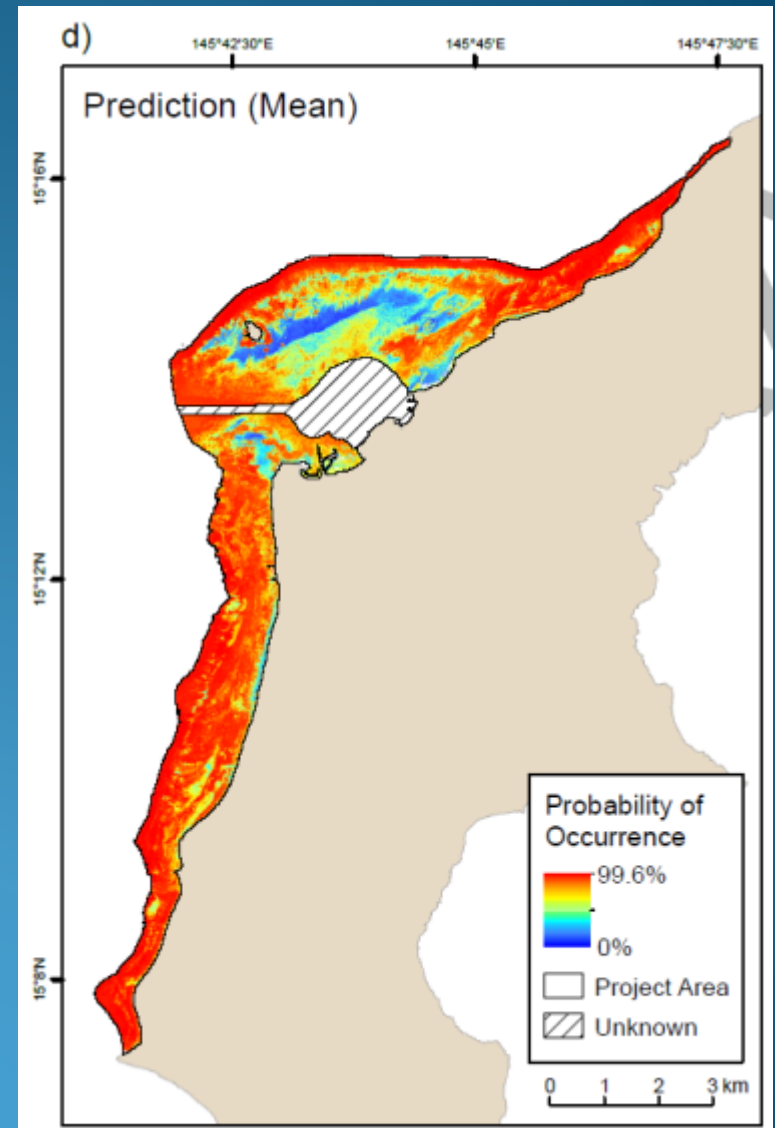 d)
145°42'30"E
145°45'E
145°47'30"E
Prediction (Mean)
15°16'N
15°12'N
15°8'N
Probability of
Occurrence
99.6%
0%
Project Area
Unknown
0 1 2 3 km